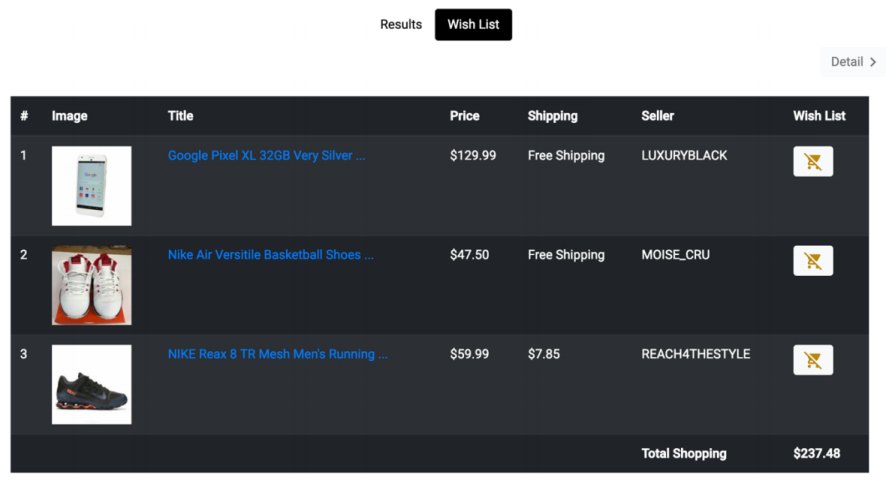 Results Wish List
Detail
# Image Title Price Shipping Seller Wish List
1 Google Pixel XL 32GB Very Silver ... $129.99 Free Shipping LUXURYBLACK
Google
2 Nike Air Versitile Basketball Shoes ... $47.50 Free Shipping MOISE_CRU
3 NIKE Reax 8 TR Mesh Men's Running ... $59.99 $7.85 REACH4THESTYLE
Total Shopping $237.48